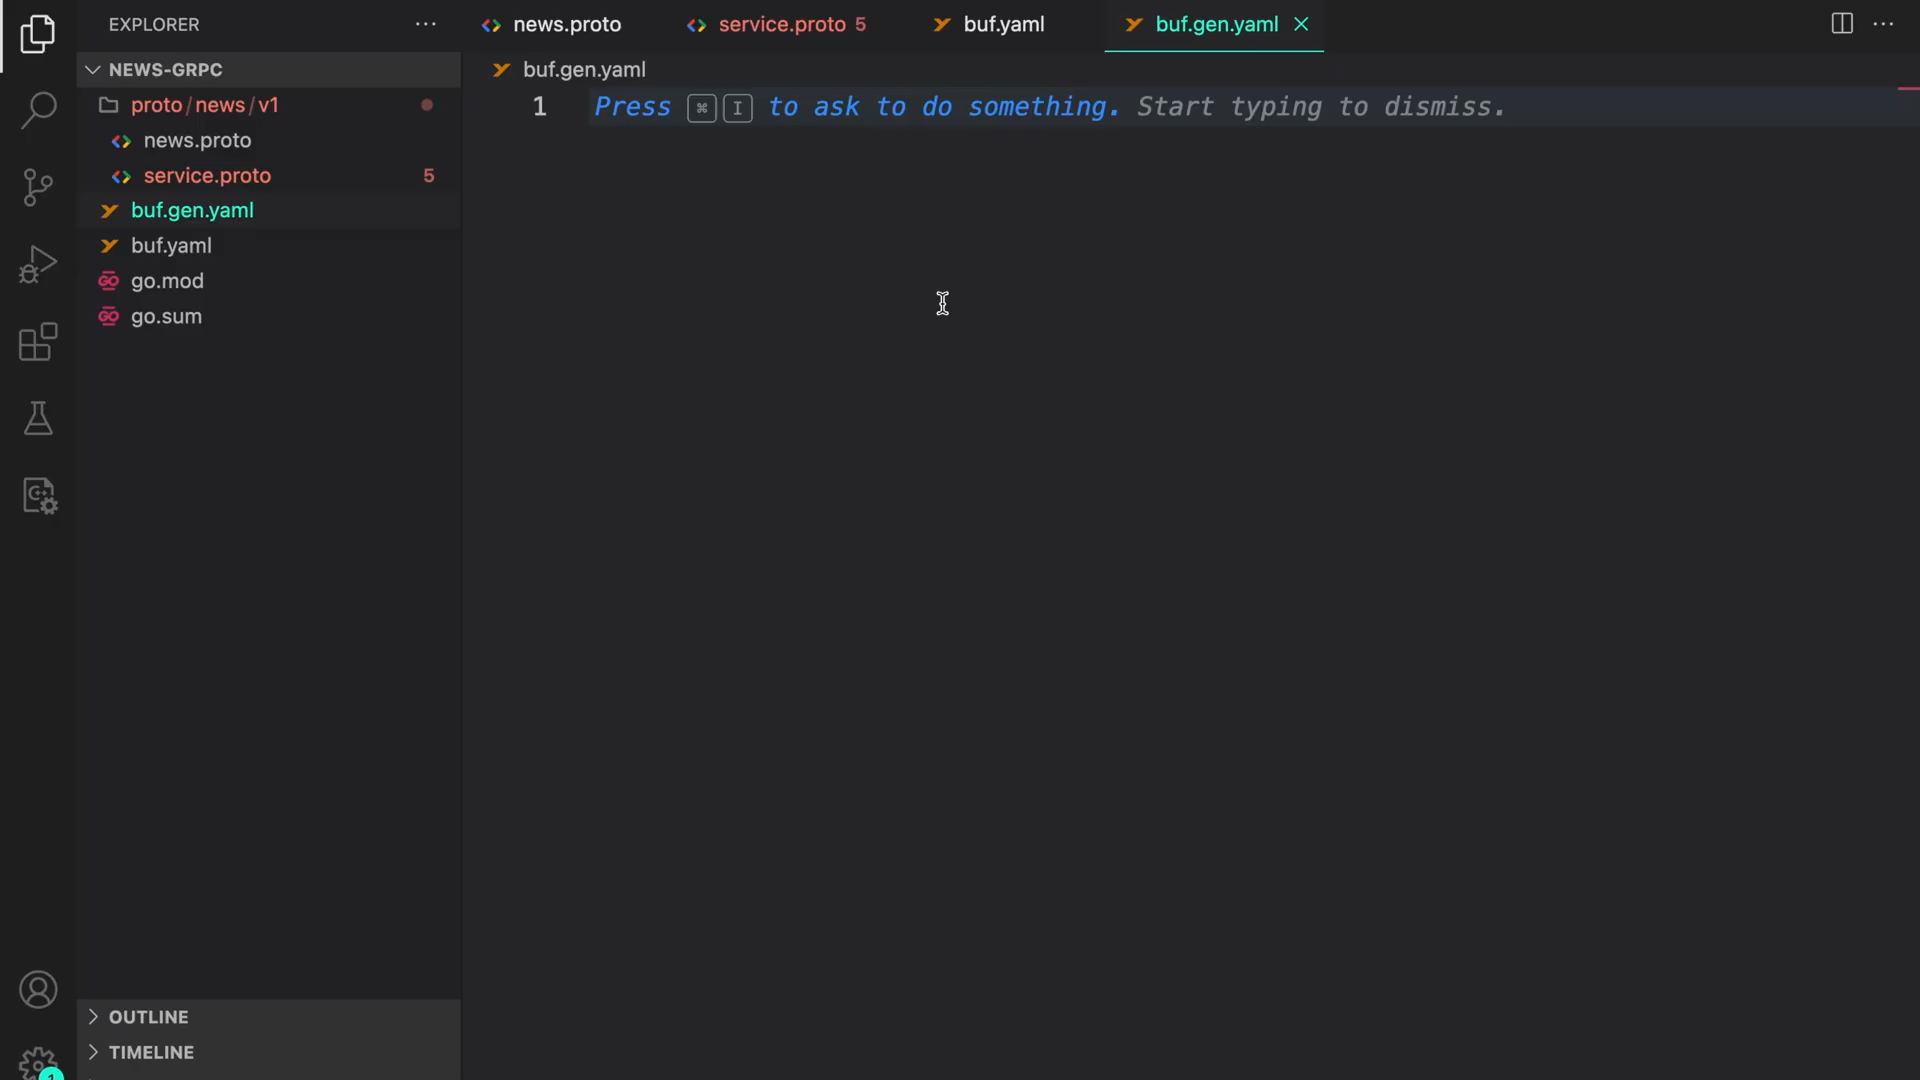 EXPLORER
NEWS-GRPC
proto/news/v1
news.proto
service.proto 5
buf.gen.yaml
buf.yaml
go.mod
go.sum
OUTLINE
TIMELINE
1
news.proto
service.proto 5
buf.yaml
buf.gen.yaml
buf.gen.yaml
1 Press ⌘ I to ask to do something. Start typing to dismiss.